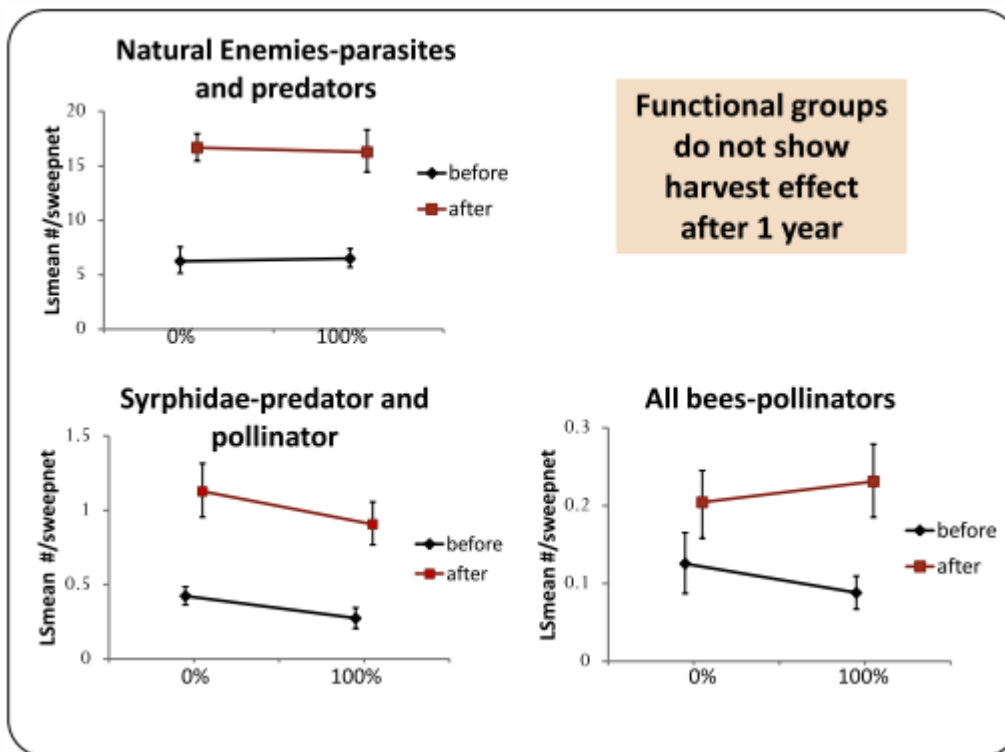 Natural Enemies-parasites
and predators
Lsmean #/sweepnet
20
15
10
5
0
0%
100%
before
after
Functional groups
do not show
harvest effect
after 1 year
Syrphidae-predator and
pollinator
LSmean #/sweepnet
1.5
1
0.5
0
0%
100%
before
after
All bees-pollinators
LSmean #/sweepnet
0.3
0.2
0.1
0
0%
100%
before
after